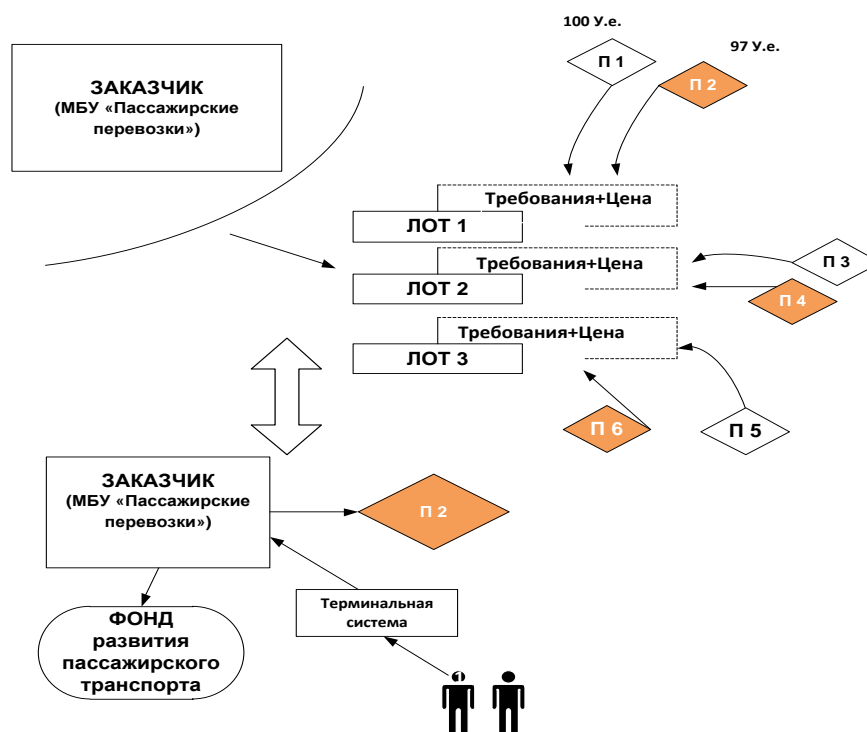 100 У.е.
97 У.е.
П 1
П 2
ЗАКАЗЧИК
(МБУ «Пассажирские
перевозки»)
Требования+Цена
ЛОТ 1
Требования+Цена
ЛОТ 2
П 3
П 4
Требования+Цена
ЛОТ 3
П 6
П 5
ЗАКАЗЧИК
(МБУ «Пассажирские
перевозки»)
П 2
Терминальная
система
ФОНД
развития
пассажирского
транспорта
1